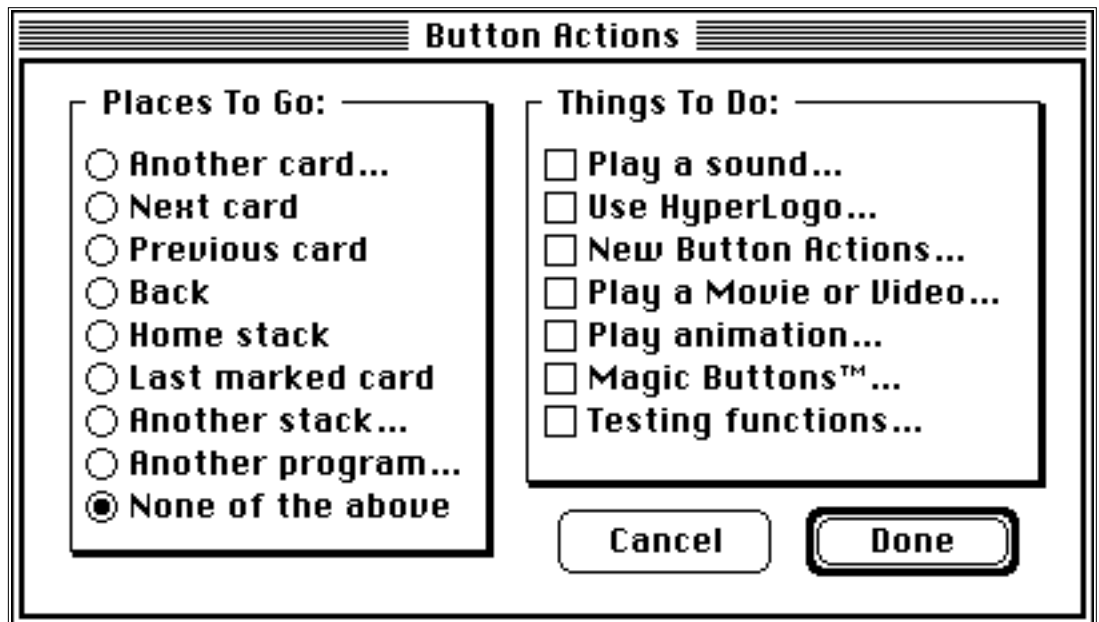 Button Actions
Places To Go:
Another card...
Next card
Previous card
Back
Home stack
Last marked card
Another stack...
Another program...
None of the above
Things To Do:
Play a sound...
Use HyperLogo...
New Button Actions...
Play a Movie or Video...
Play animation...
Magic Buttons™...
Testing functions...
Cancel
Done